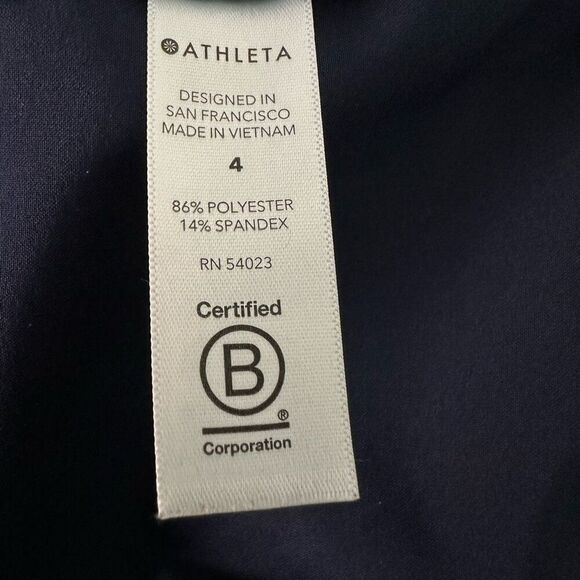 ATHLETA
DESIGNED IN
SAN FRANCISCO
MADE IN VIETNAM
4
86% POLYESTER
14% SPANDEX
RN 54023
Certified
B
®
Corporation